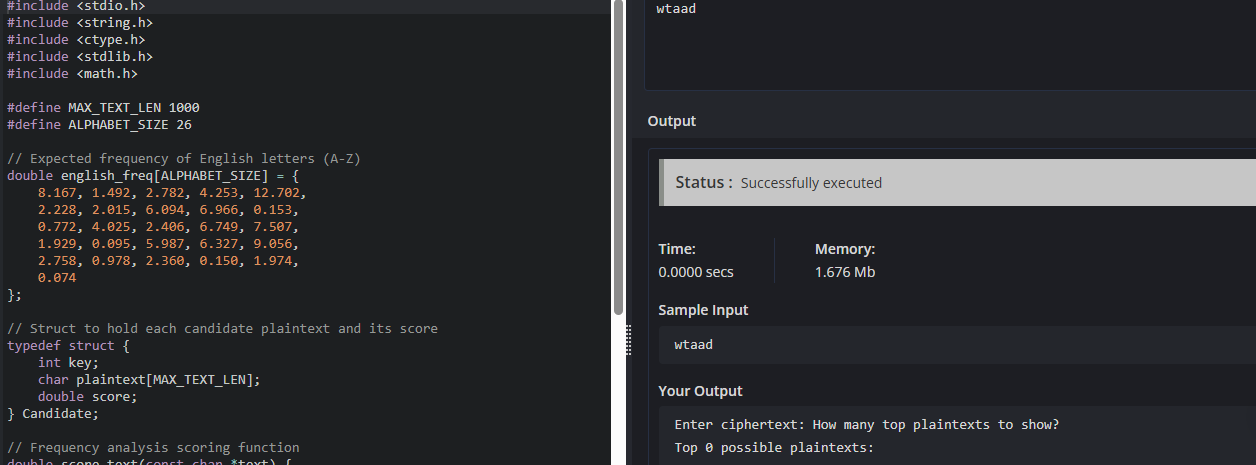 #include <stdio.h>
#include <string.h>
#include <ctype.h>
#include <stdlib.h>
#include <math.h>
#define MAX_TEXT_LEN 1000
#define ALPHABET_SIZE 26
// Expected frequency of English letters (A-Z)
double english_freq[ALPHABET_SIZE] = {
    8.167, 1.492, 2.782, 4.253, 12.702,
    2.228, 2.015, 6.094, 6.966, 0.153,
    0.772, 4.025, 2.406, 6.749, 7.507,
    1.929, 0.095, 5.987, 6.327, 9.056,
    2.758, 0.978, 2.360, 0.150, 1.974,
    0.074
};
// Struct to hold each candidate plaintext and its score
typedef struct {
    int key;
    char plaintext[MAX_TEXT_LEN];
    double score;
} Candidate;
// Frequency analysis scoring function
double score_text(const char *text) {
wtaad
Output
Status : Successfully executed
Time:
0.0000 secs
Memory:
1.676 Mb
Sample Input
wtaad
Your Output
Enter ciphertext: How many top plaintexts to show?
Top 0 possible plaintexts: